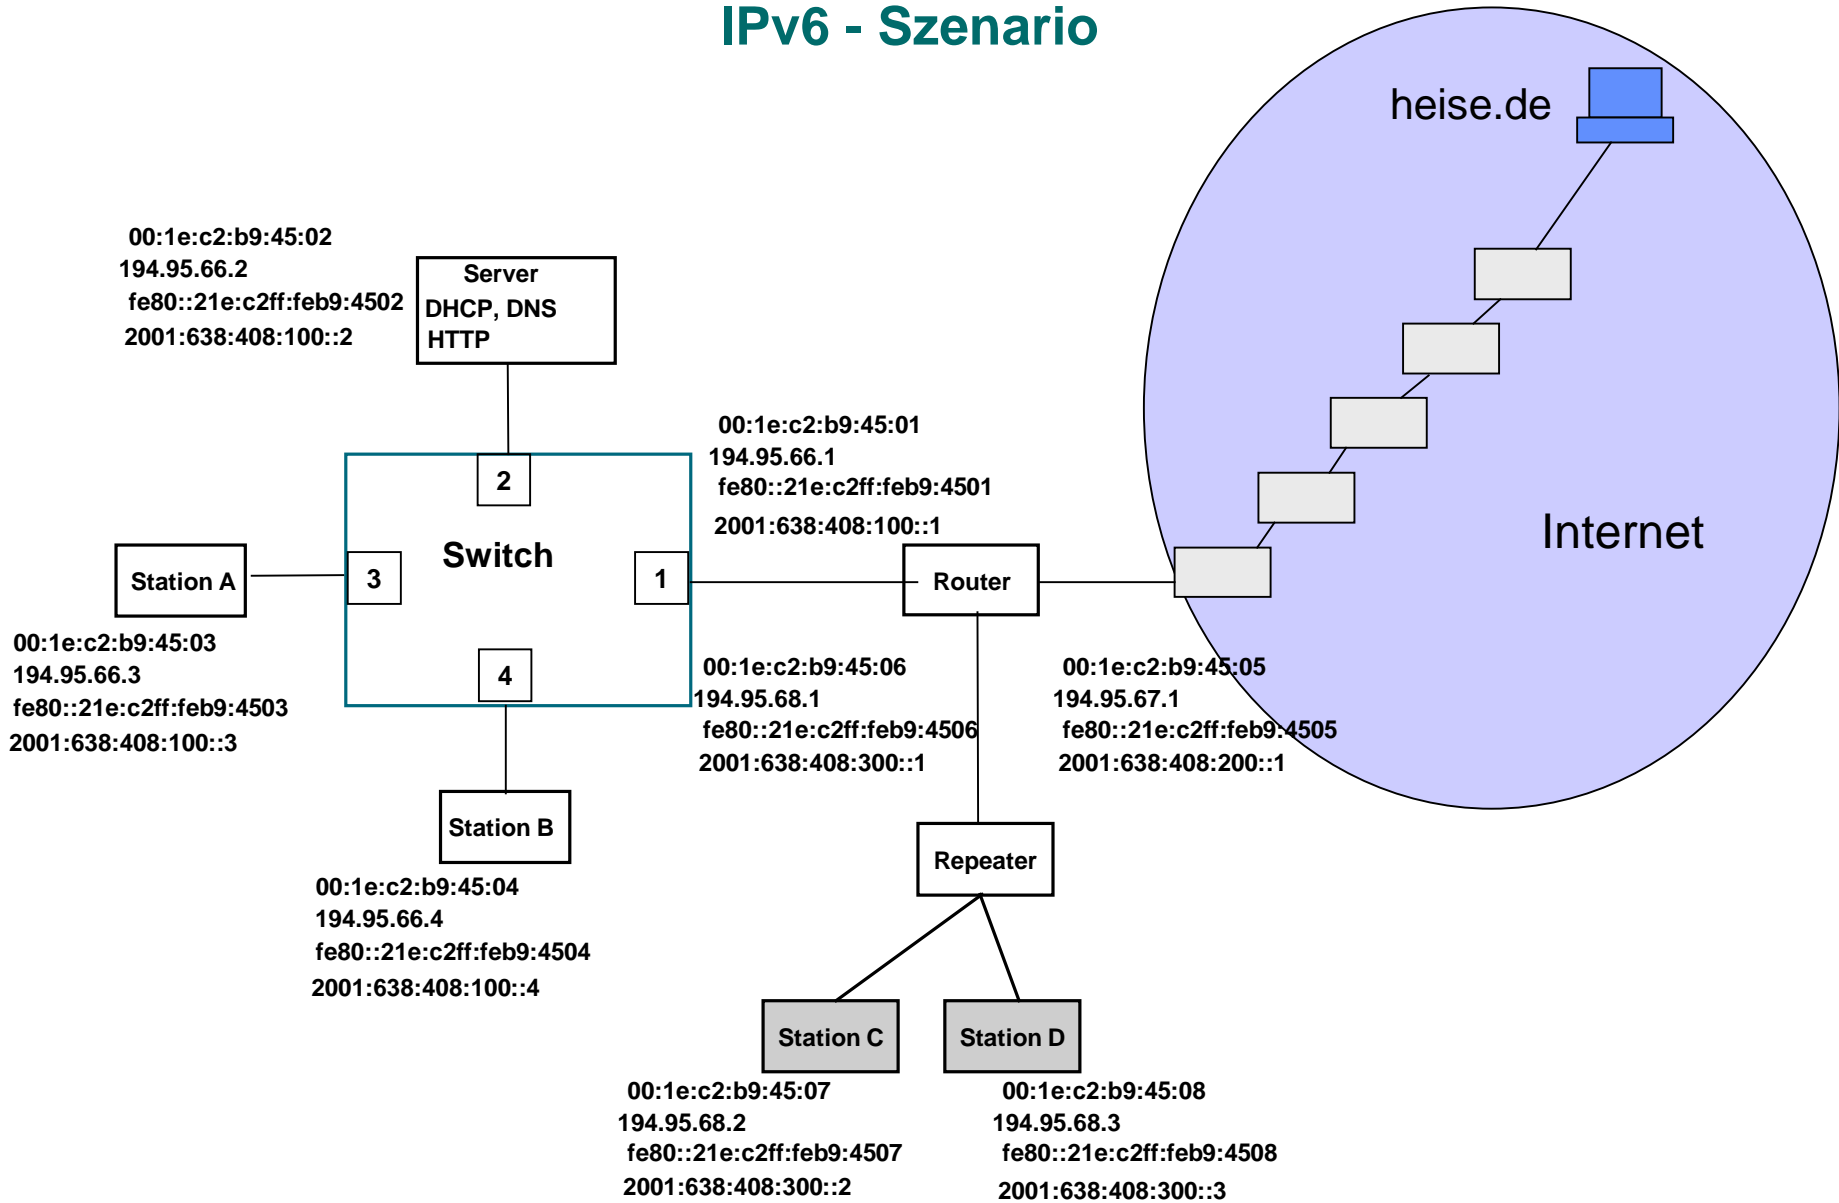 IPv6 - Szenario
heise.de
00:1e:c2:b9:45:02
194.95.66.2
fe80::21e:c2ff:feb9:4502
2001:638:408:100::2
Server
DHCP, DNS
HTTP
00:1e:c2:b9:45:01
194.95.66.1
fe80::21e:c2ff:feb9:4501
2001:638:408:100::1
2
Switch
3
1
4
Station A
Router
Internet
00:1e:c2:b9:45:03
194.95.66.3
fe80::21e:c2ff:feb9:4503
2001:638:408:100::3
00:1e:c2:b9:45:06
194.95.68.1
fe80::21e:c2ff:feb9:4506
2001:638:408:300::1
00:1e:c2:b9:45:05
194.95.67.1
fe80::21e:c2ff:feb9:4505
2001:638:408:200::1
Station B
00:1e:c2:b9:45:04
194.95.66.4
fe80::21e:c2ff:feb9:4504
2001:638:408:100::4
Repeater
Station C
Station D
00:1e:c2:b9:45:07
194.95.68.2
fe80::21e:c2ff:feb9:4507
2001:638:408:300::2
00:1e:c2:b9:45:08
194.95.68.3
fe80::21e:c2ff:feb9:4508
2001:638:408:300::3